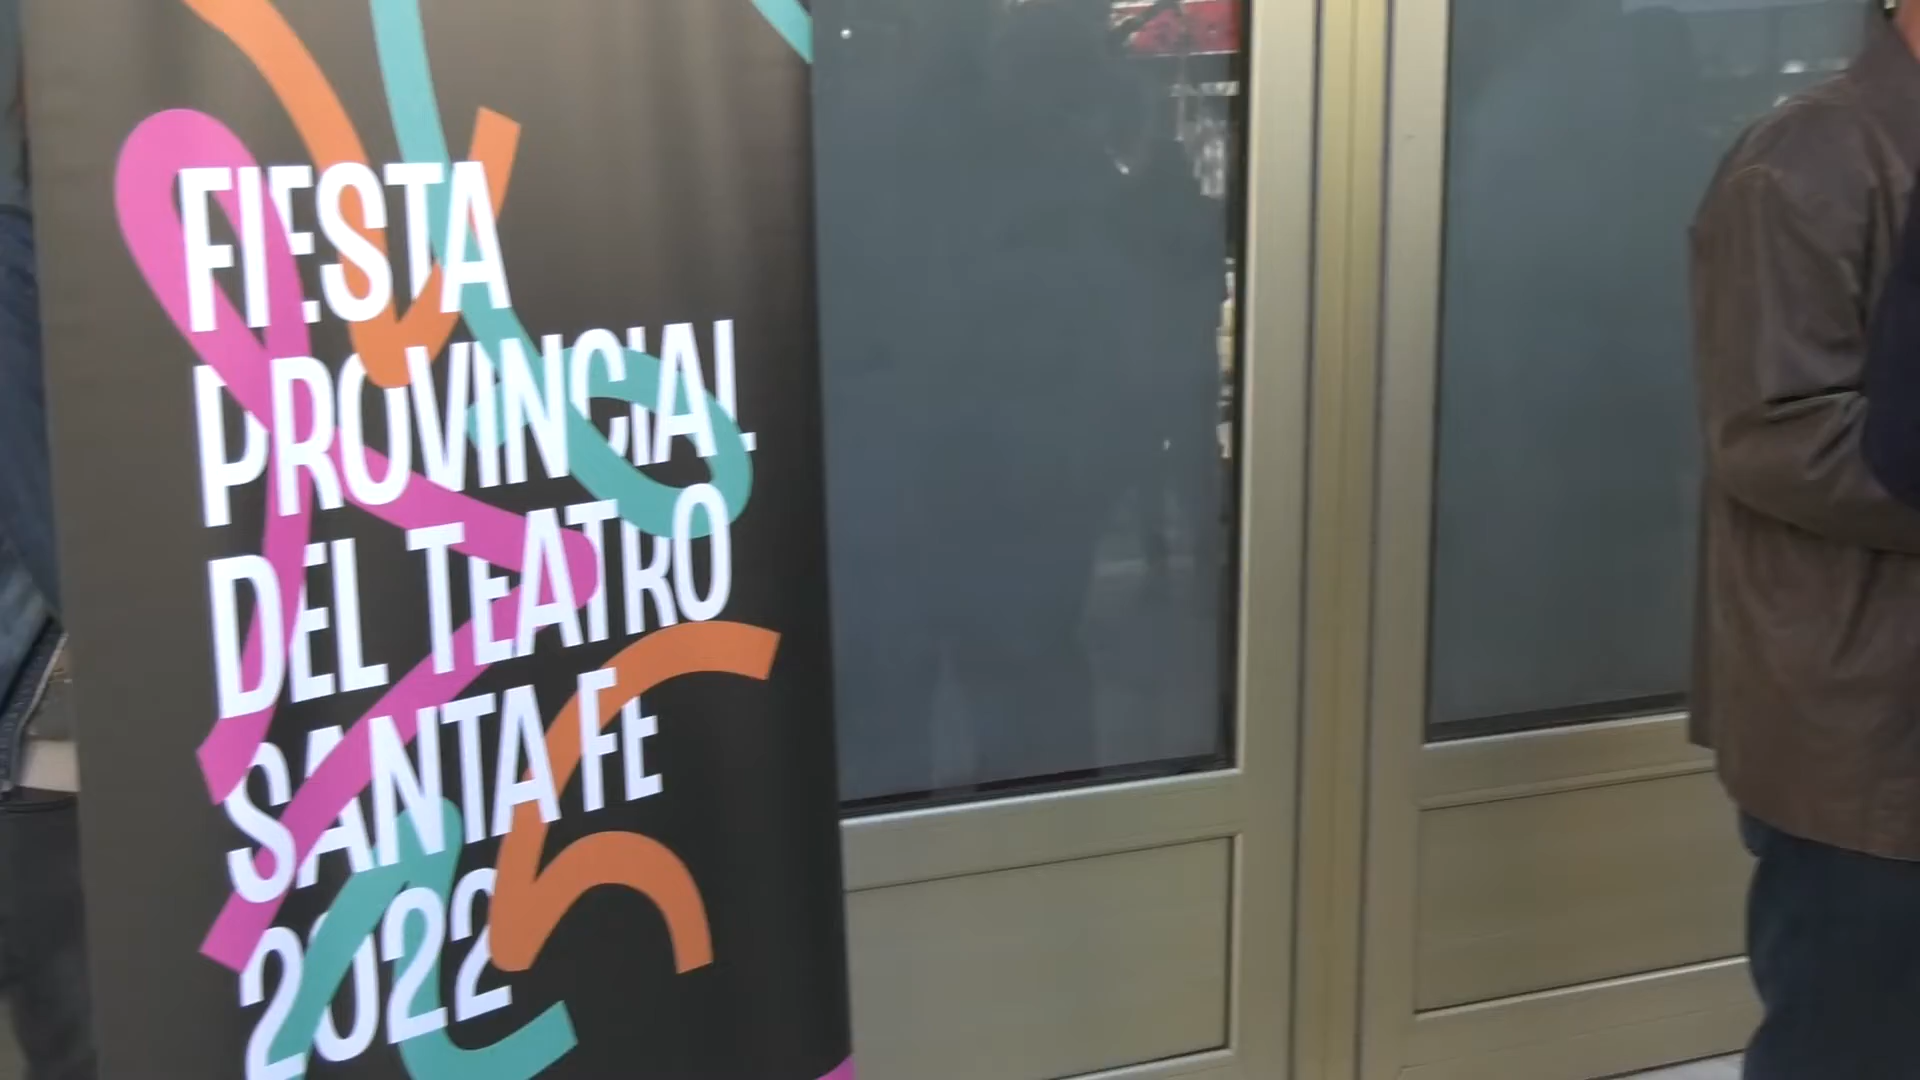 FIESTA
PROVINCIAL
DEL TEATRO
SANTA FE
2022